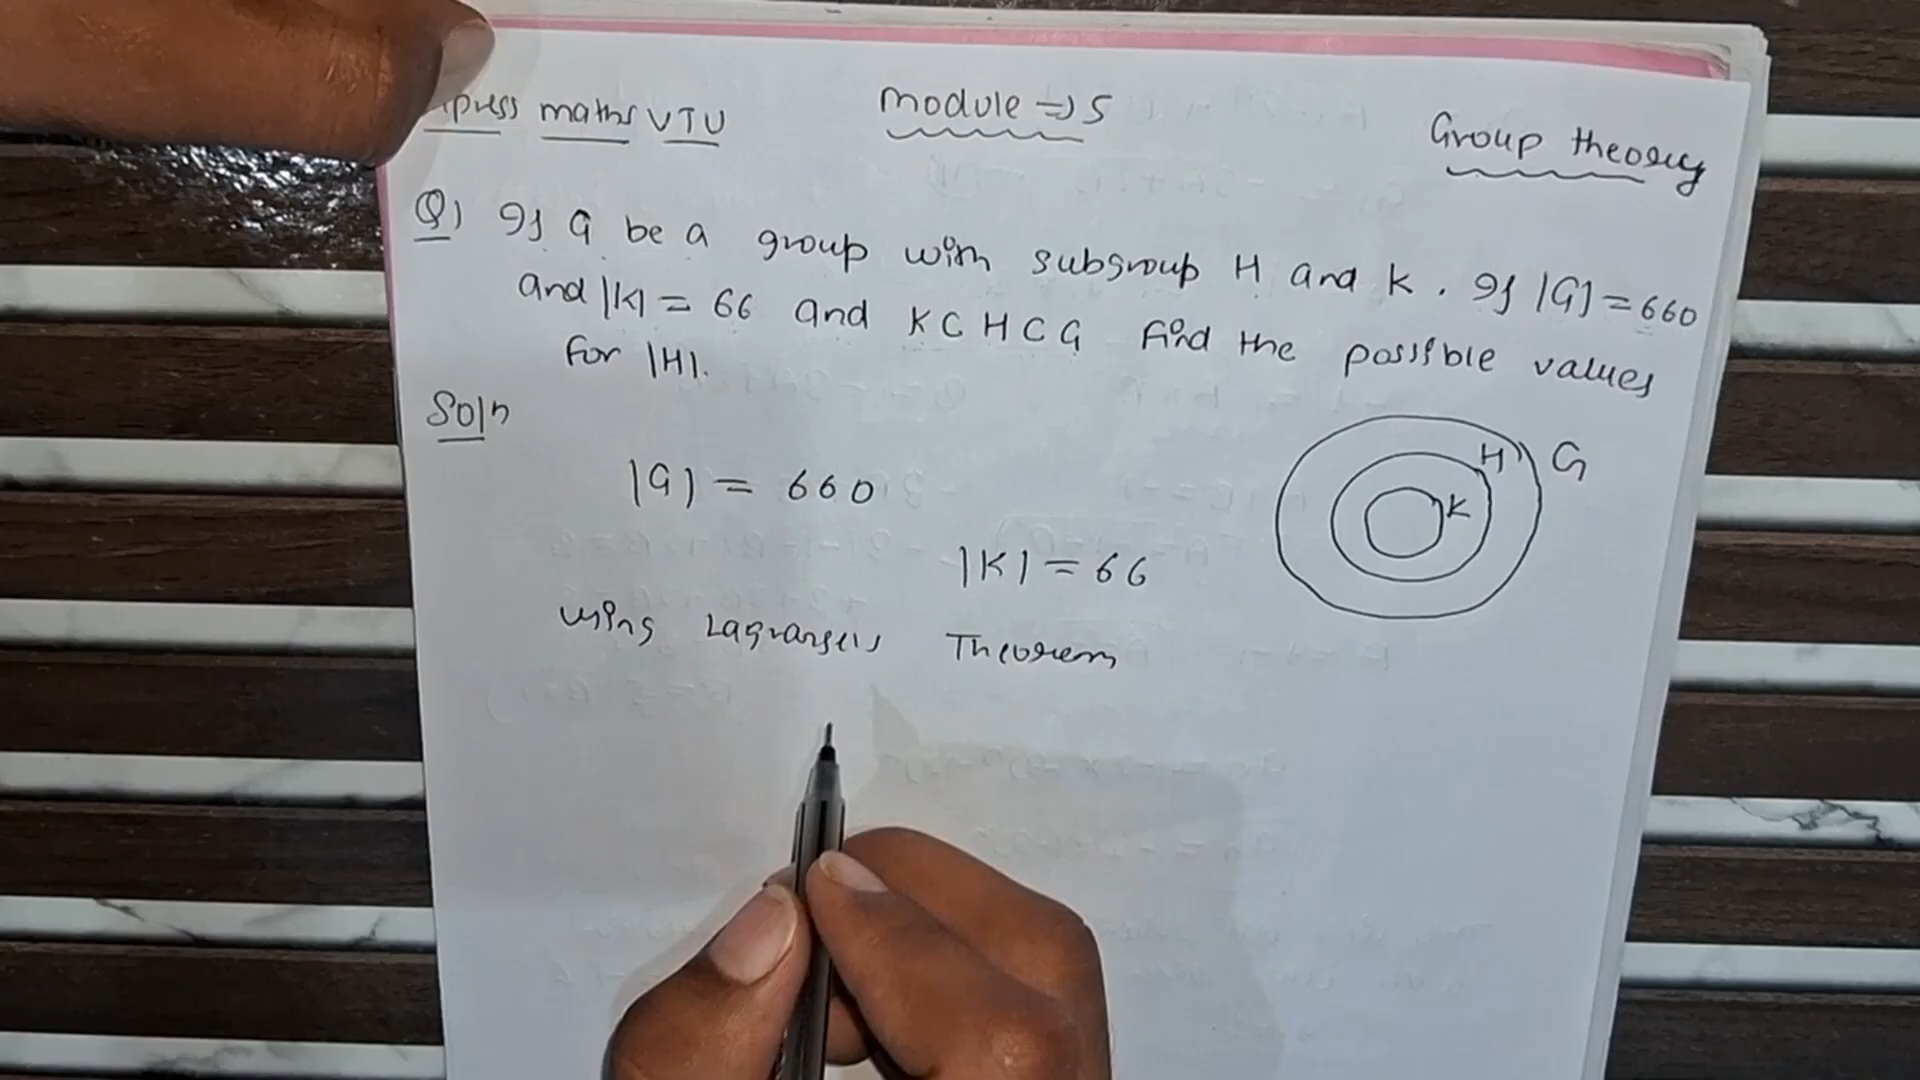 maths VTU
Module => 5
Group theory
Q) If G be a group with subgroup H and K. If |G| = 660
and |K| = 66 and K ⊂ H ⊂ G find the possible values
for |H|.
Soln
|G| = 660
|K| = 66
H
G
K
using Lagrange's Theorem